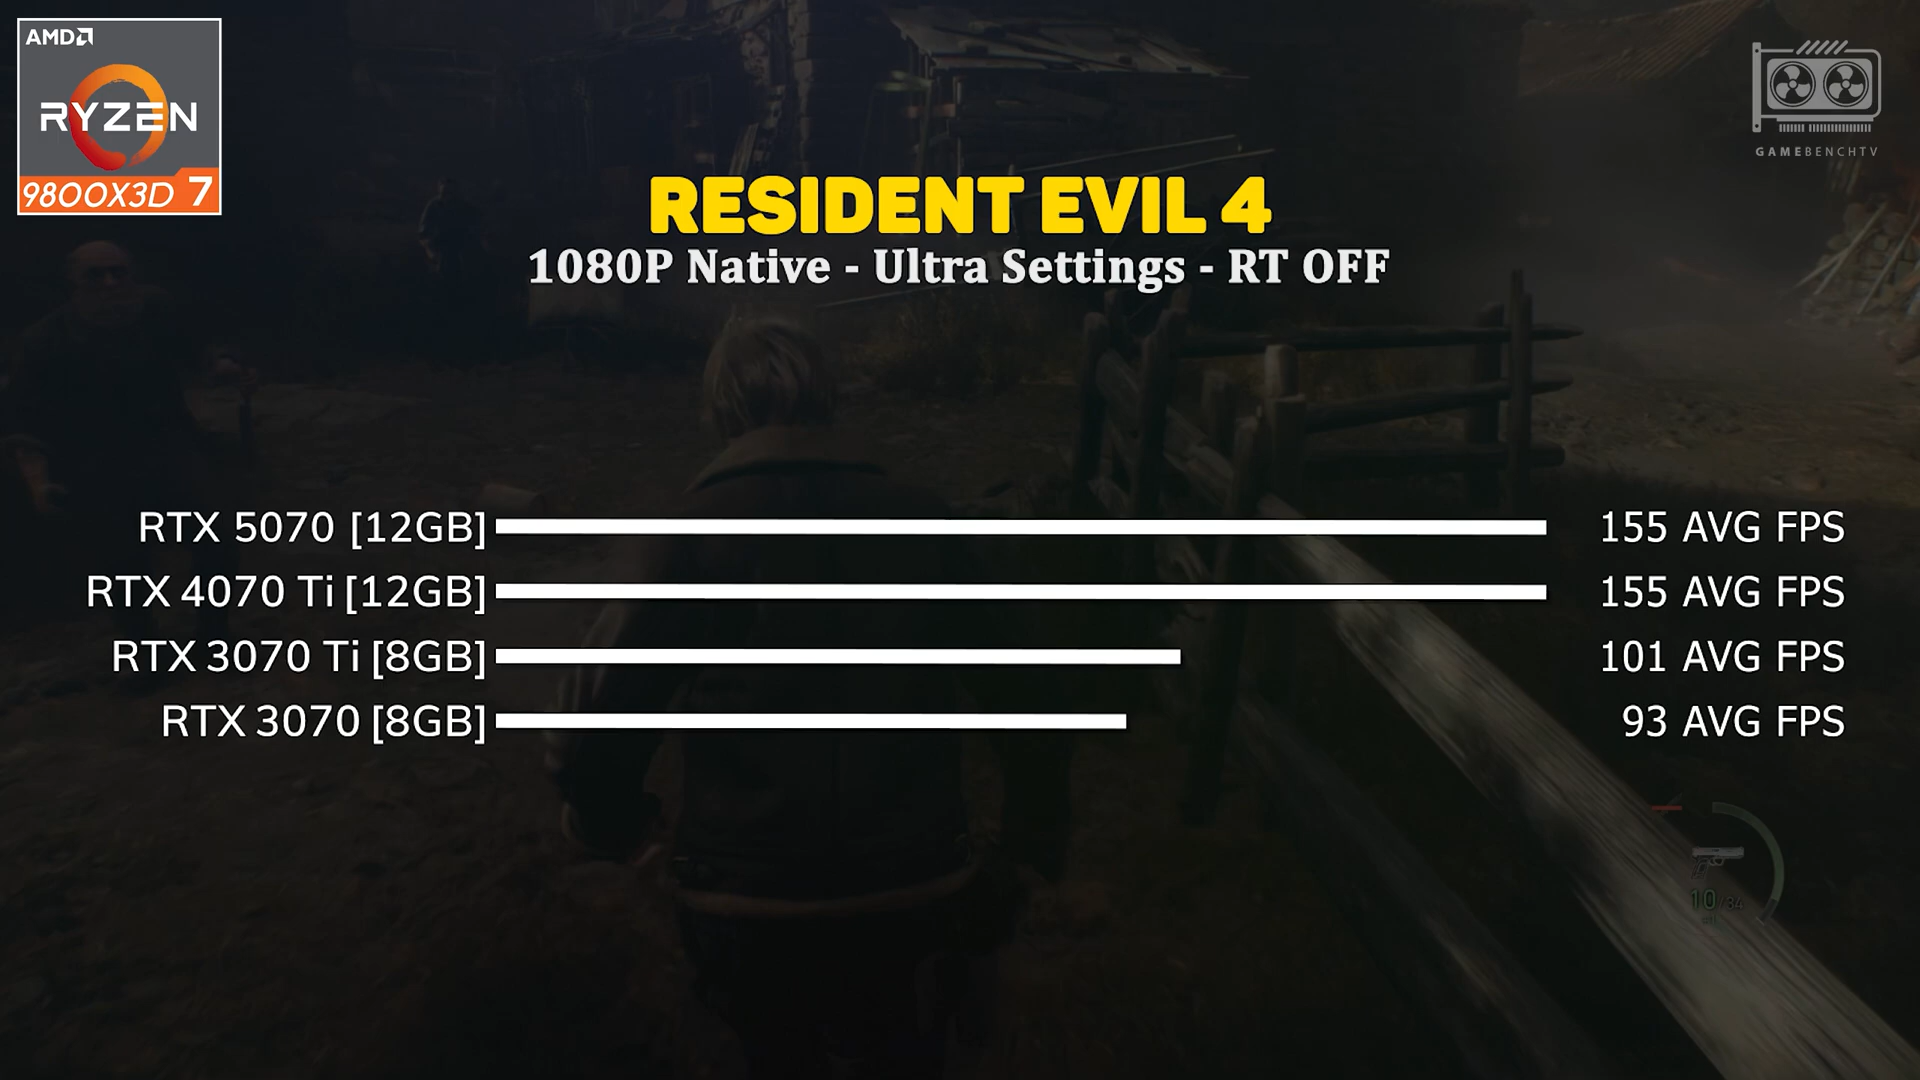 AMD
RYZEN
9800X3D 7
GAMEBENCHTV
RESIDENT EVIL 4
1080P Native - Ultra Settings - RT OFF
RTX 5070 [12GB] 155 AVG FPS
RTX 4070 Ti [12GB] 155 AVG FPS
RTX 3070 Ti [8GB] 101 AVG FPS
RTX 3070 [8GB] 93 AVG FPS
10/34